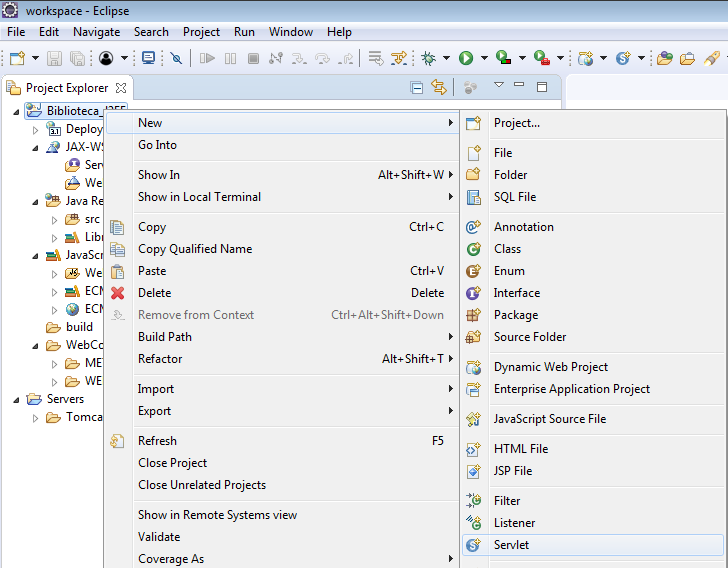 workspace - Eclipse
File Edit Navigate Search Project Run Window Help
Project Explorer
Biblioteca_J2EE
Deploy
JAX-WS
Ser
We
Java Re
src
Libr
JavaScr
We
ECM
ECM
build
WebCo
ME
WE
Servers
Tomca
New
Go Into
Show In Alt+Shift+W
Show in Local Terminal
Copy Ctrl+C
Copy Qualified Name
Paste Ctrl+V
Delete Delete
Remove from Context Ctrl+Alt+Shift+Down
Build Path
Refactor Alt+Shift+T
Import
Export
Refresh F5
Close Project
Close Unrelated Projects
Show in Remote Systems view
Validate
Coverage As
Project...
File
Folder
SQL File
Annotation
Class
Enum
Interface
Package
Source Folder
Dynamic Web Project
Enterprise Application Project
JavaScript Source File
HTML File
JSP File
Filter
Listener
Servlet